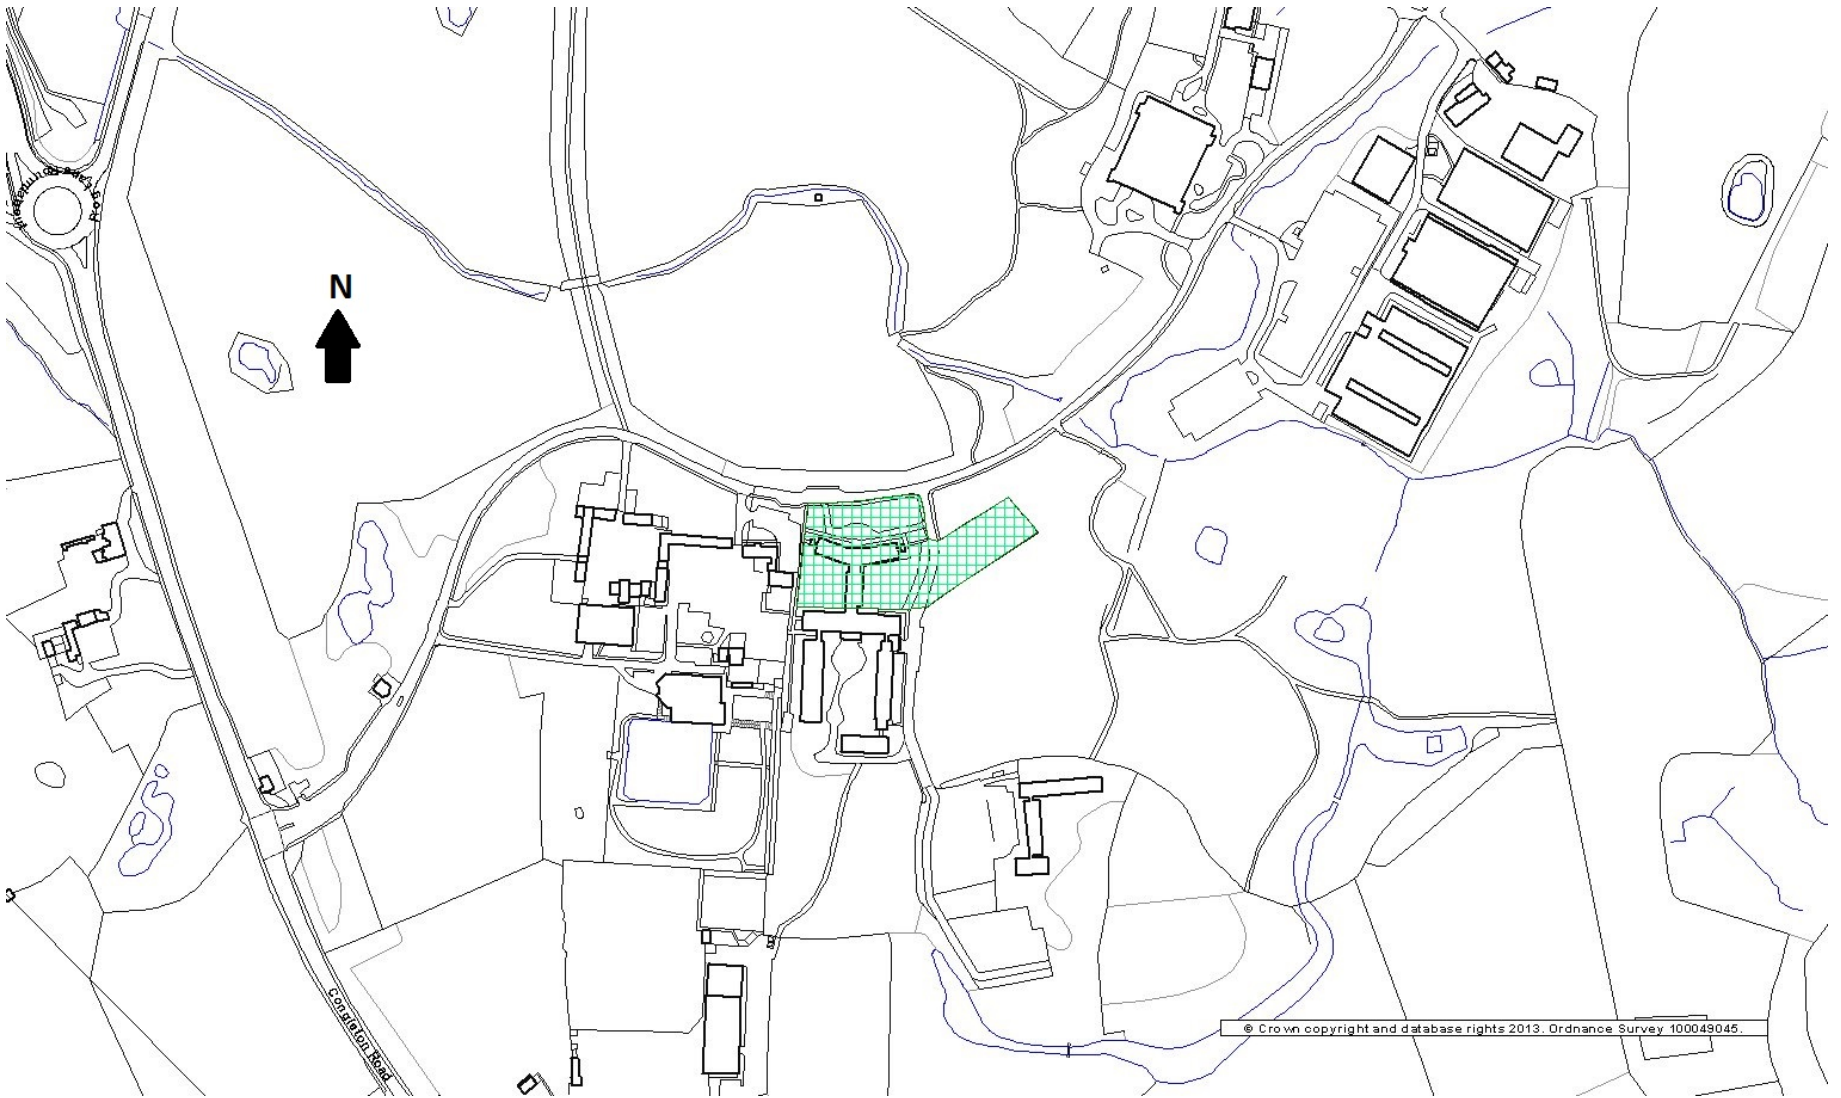 N
Congleton Road
© Crown copyright and database rights 2013. Ordnance Survey 100049045.